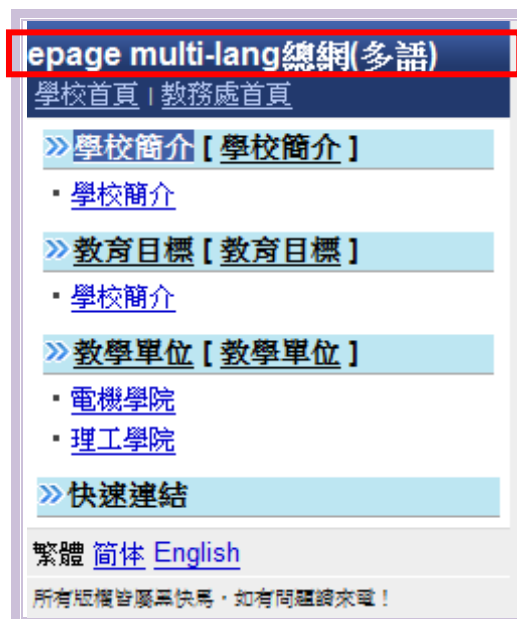 epage multi-lang總網(多語)
學校首頁 | 教務處首頁
»學校簡介 [ 學校簡介 ]
▪ 學校簡介
»教育目標 [ 教育目標 ]
▪ 學校簡介
»教學單位 [ 教學單位 ]
▪ 電機學院
▪ 理工學院
»快速連結
繁體 简体 English
所有版權皆屬黑快馬，如有問題請來電！